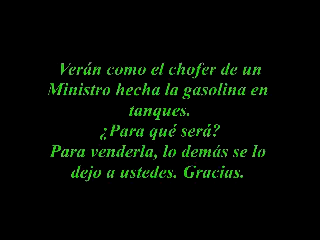 Verán como el chofer de un
Ministro hecha la gasolina en
tanques.
¿Para qué será?
Para venderla, lo demás se lo
dejo a ustedes. Gracias.